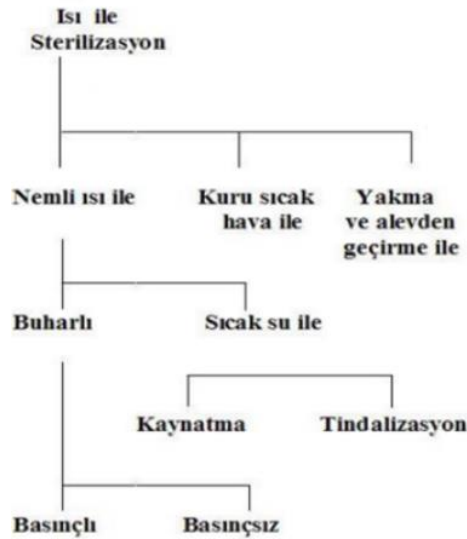 Isı ile
Sterilizasyon
Nemli ısı ile
Kuru sıcak
hava ile
Yakma
ve alevden
geçirme ile
Buharlı
Sıcak su ile
Kaynatma
Tindalizasyon
Basınçlı
Basınçsız